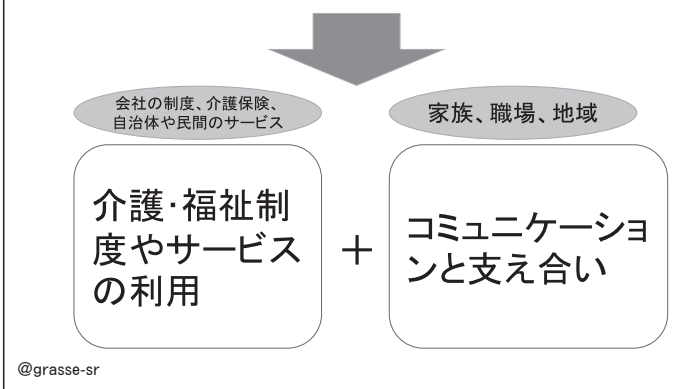 会社の制度、介護保険、
自治体や民間のサービス
家族、職場、地域
介護・福祉制
度やサービス
の利用
+
コミュニケーショ
ンと支え合い
@grasse-sr